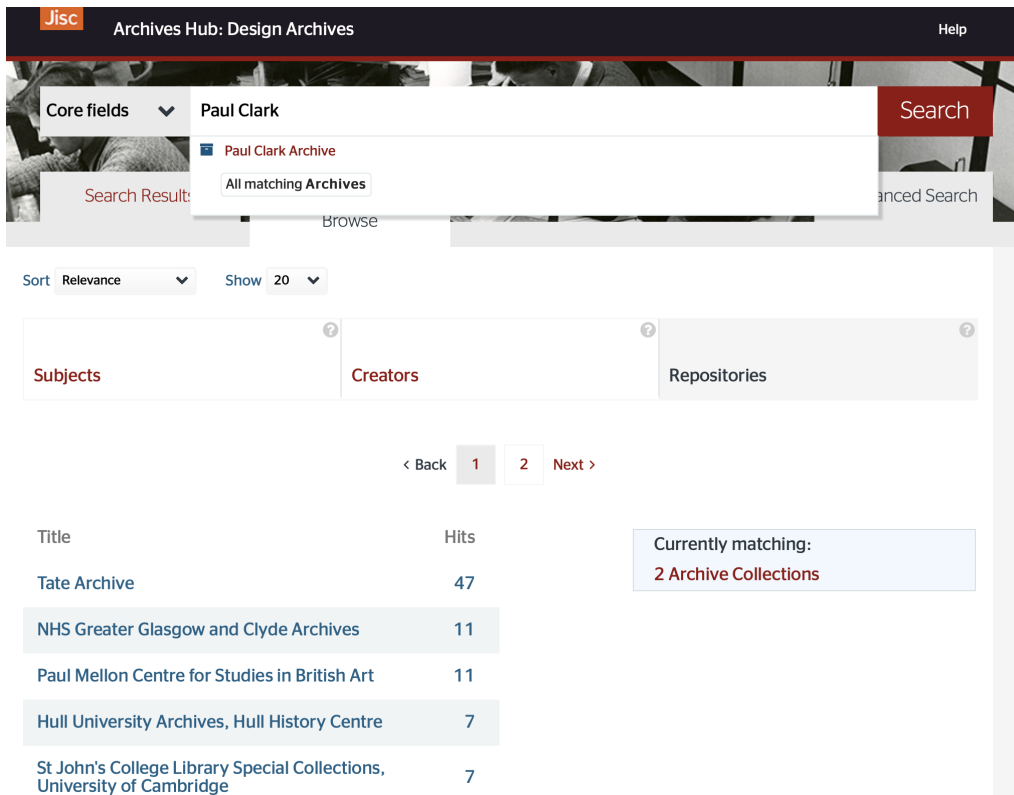 Jisc
Archives Hub: Design Archives
Help
Core fields
Paul Clark
Search
Paul Clark Archive
All matching Archives
Search Results
Browse
anced Search
Sort Relevance Show 20
Subjects
Creators
Repositories
< Back 1 2 Next >
Title Hits
Tate Archive 47
NHS Greater Glasgow and Clyde Archives 11
Paul Mellon Centre for Studies in British Art 11
Hull University Archives, Hull History Centre 7
St John's College Library Special Collections,
University of Cambridge 7
Currently matching:
2 Archive Collections